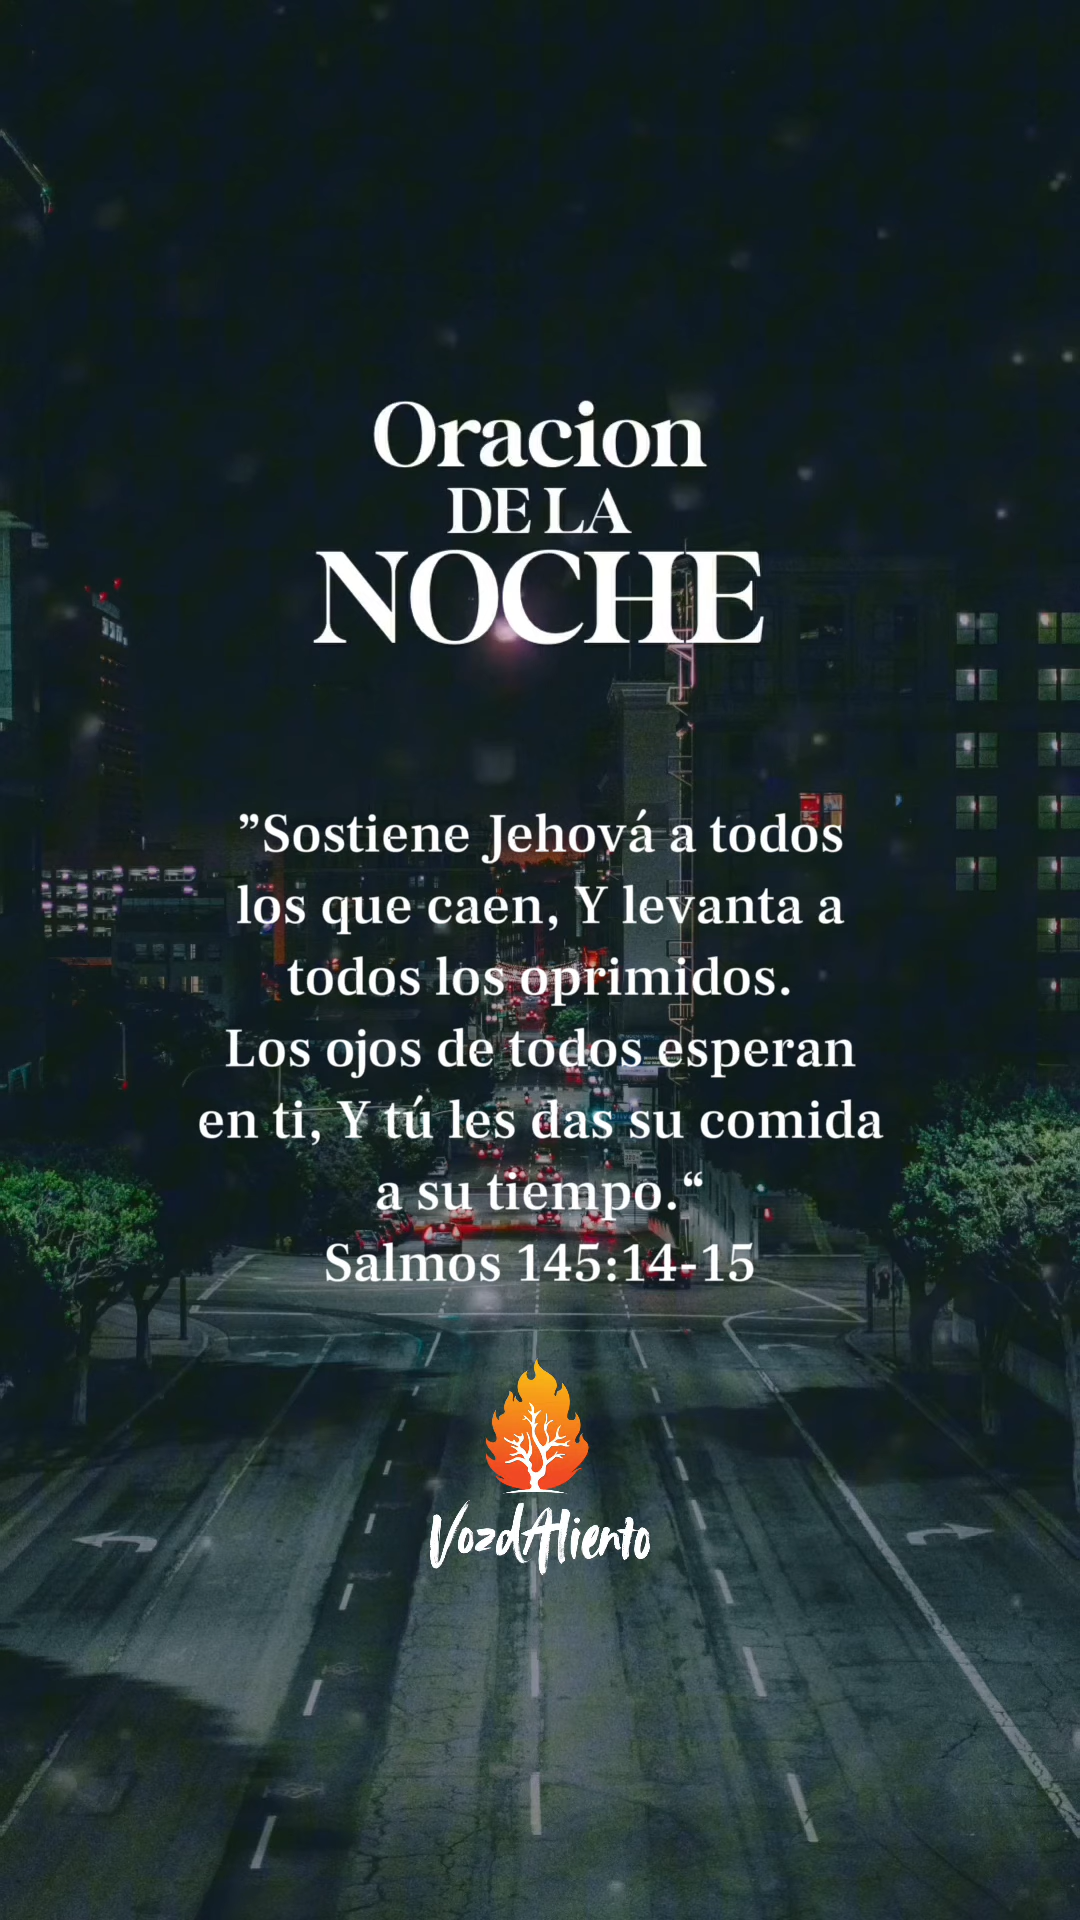 Oracion
DE LA
NOCHE
”Sostiene Jehová a todos
los que caen, Y levanta a
todos los oprimidos.
Los ojos de todos esperan
en ti, Y tú les das su comida
a su tiempo.“
Salmos 145:14-15
VozdAliento